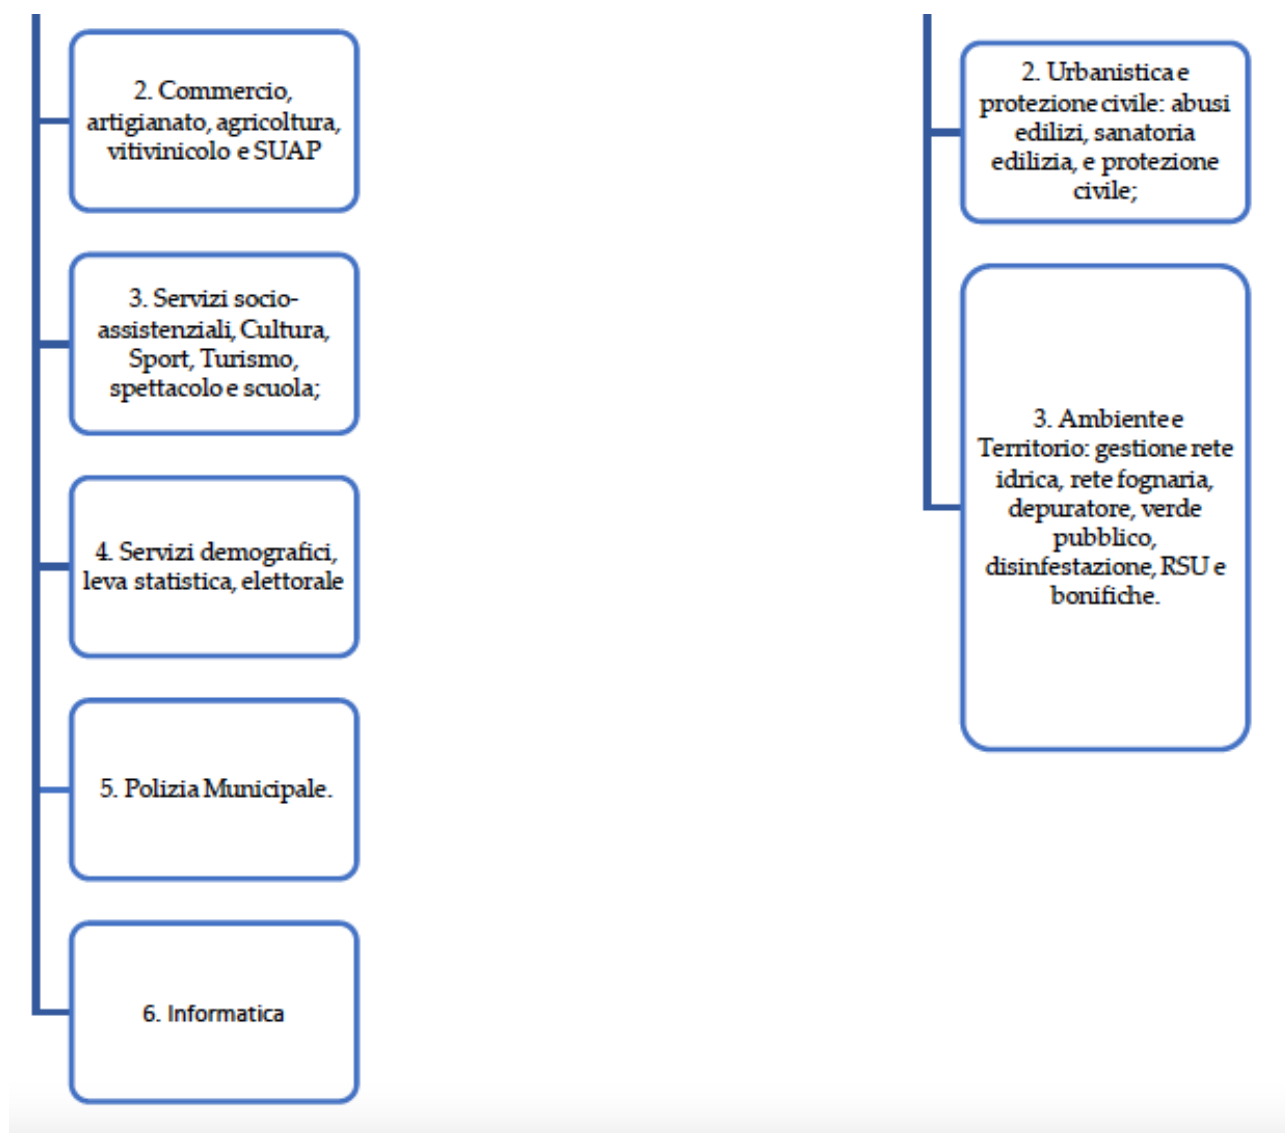 2. Commercio,
artigianato, agricoltura,
vitivinicolo e SUAP
3. Servizi socio-
assistenziali, Cultura,
Sport, Turismo,
spettacolo e scuola;
4. Servizi demografici,
leva statistica, elettorale
5. Polizia Municipale.
6. Informatica
2. Urbanistica e
protezione civile: abusi
edilizi, sanatoria
edilizia, e protezione
civile;
3. Ambiente e
Territorio: gestione rete
idrica, rete fognaria,
depuratore, verde
pubblico,
disinfestazione, RSU e
bonifiche.